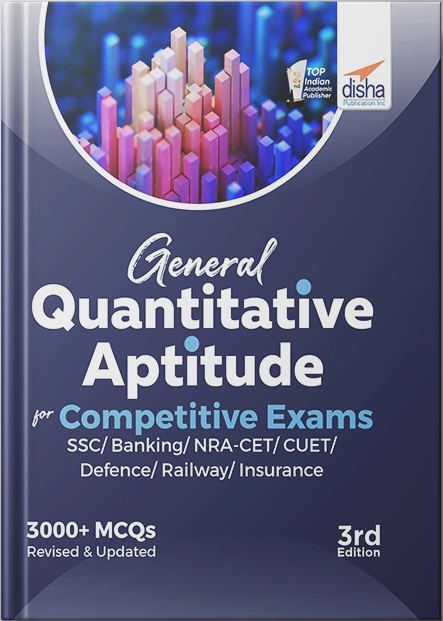 TOP
Indian
Academic
Publisher
disha
Publication Inc
General
Quantitative
Aptitude
for Competitive Exams
SSC/ Banking/ NRA-CET/ CUET/
Defence/ Railway/ Insurance
3000+ MCQs
Revised & Updated
3rd
Edition